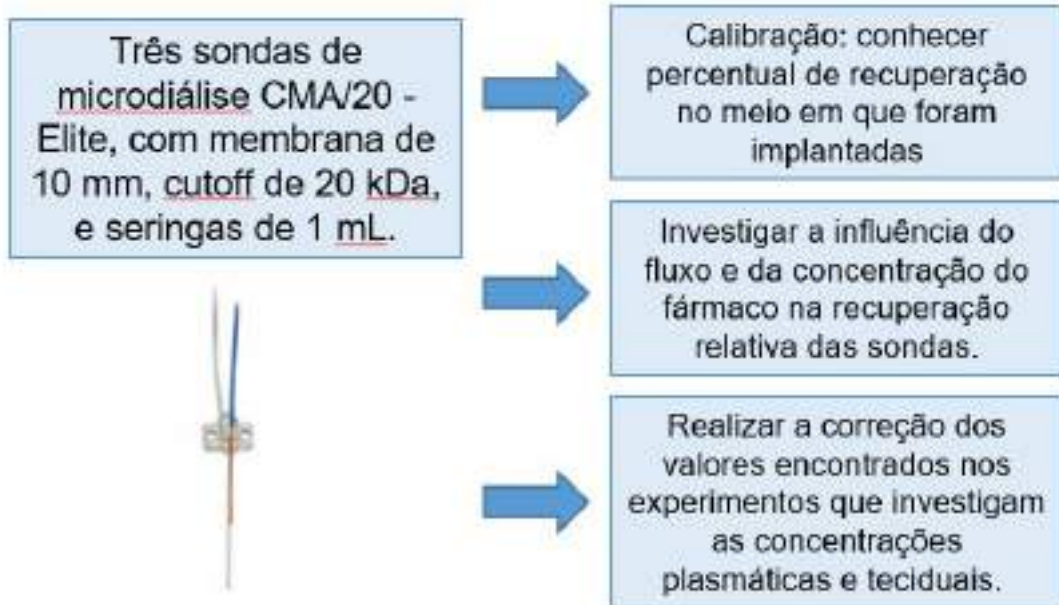 Três sondas de
microdiálise CMA/20 -
Elite, com membrana de
10 mm, cutoff de 20 kDa,
e seringas de 1 mL.
Calibração: conhecer
percentual de recuperação
no meio em que foram
implantadas
Investigar a influência do
fluxo e da concentração do
fármaco na recuperação
relativa das sondas.
Realizar a correção dos
valores encontrados nos
experimentos que investigam
as concentrações
plasmáticas e teciduais.